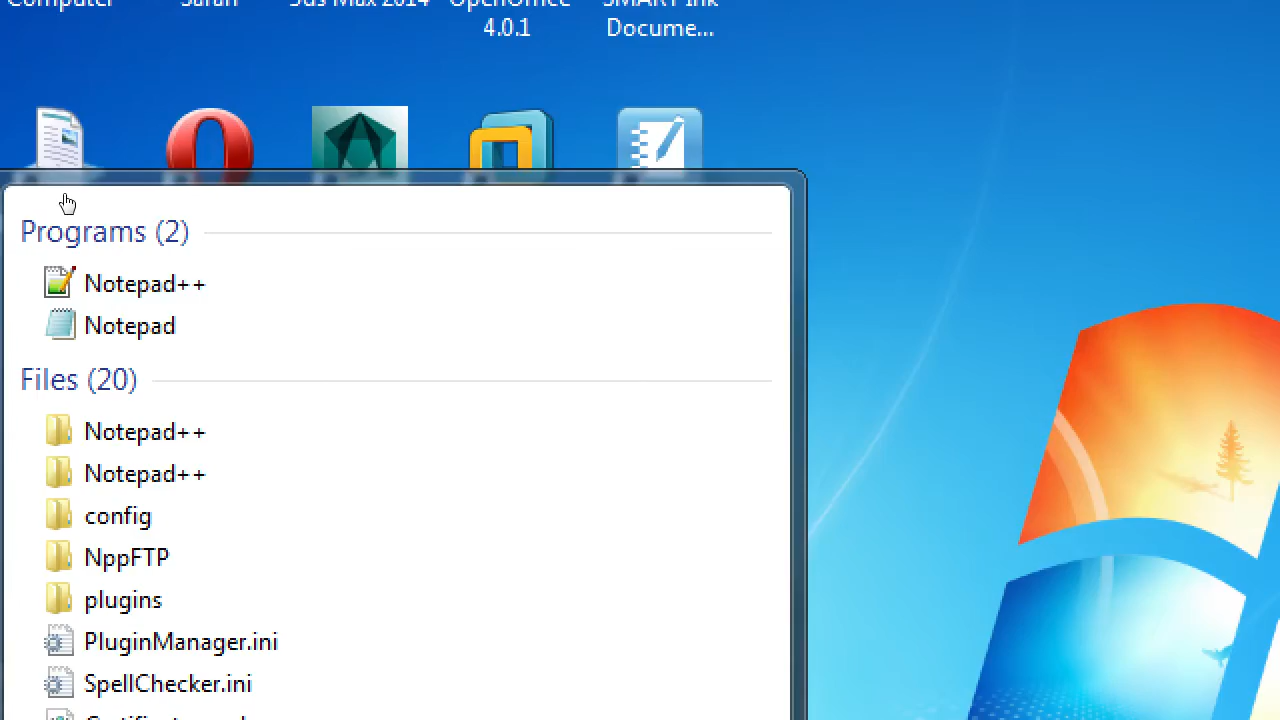 Computer
Sarah
3ds Max 2014
OpenOffice
4.0.1
SMART Ink
Docume...
Programs (2)
Notepad++
Notepad
Files (20)
Notepad++
Notepad++
config
NppFTP
plugins
PluginManager.ini
SpellChecker.ini